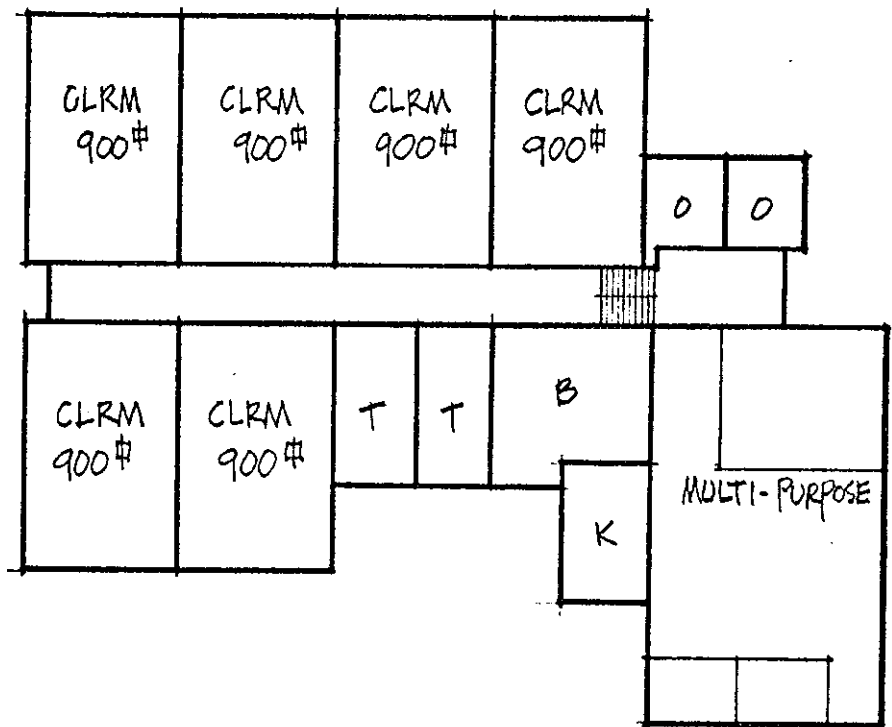 CLRM
900⌗
CLRM
900⌗
CLRM
900⌗
CLRM
900⌗
O
O
CLRM
900⌗
CLRM
900⌗
T
T
B
K
MULTI-PURPOSE